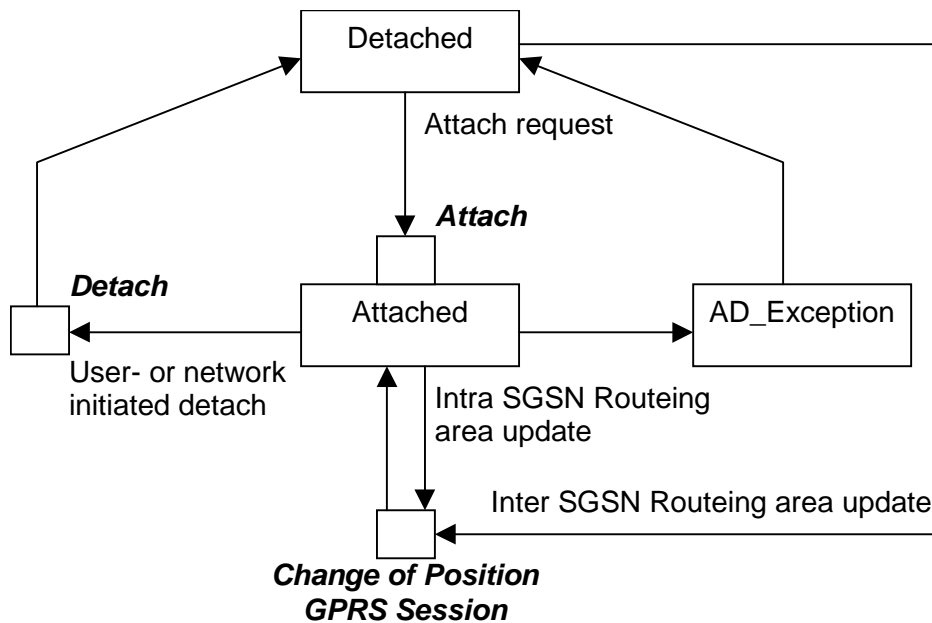 Detached
Attach request
Attach
Detach
Attached
AD_Exception
User- or network
initiated detach
Intra SGSN Routeing
area update
Inter SGSN Routeing area update
Change of Position
GPRS Session